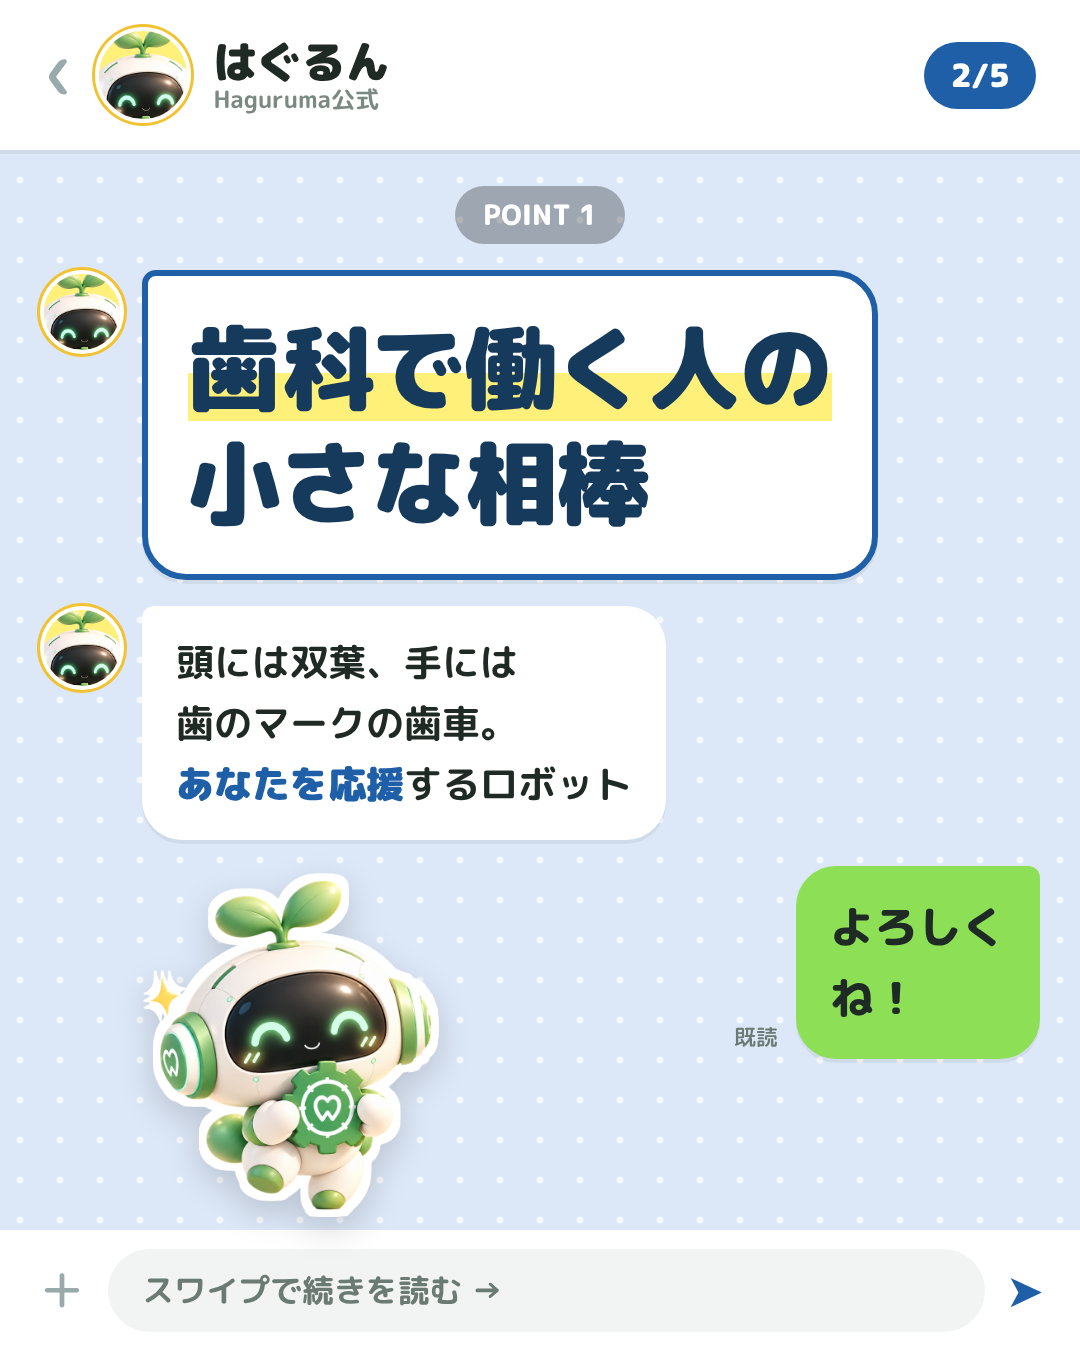 はぐるん
Haguruma公式
2/5
POINT 1
歯科で働く人の
小さな相棒
頭には双葉、手には
歯のマークの歯車。
あなたを応援するロボット
よろしく
ね！
既読
スワイプで続きを読む →